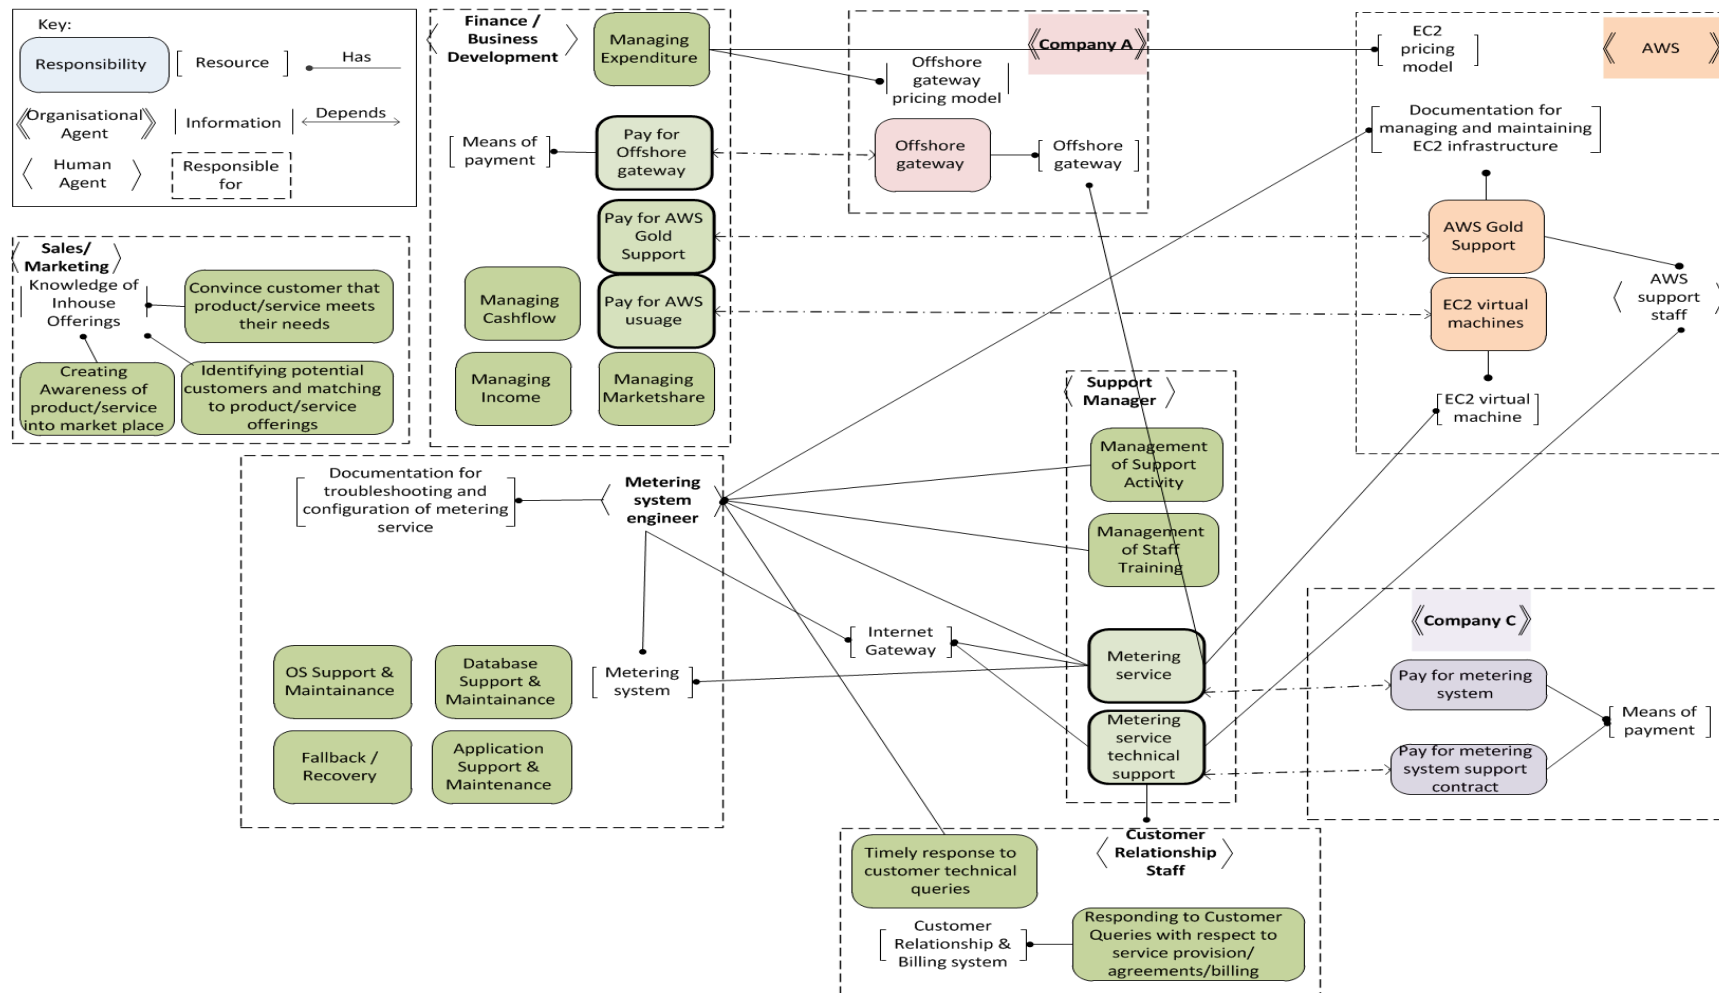 Key:
Responsibility
Resource
Has
Organisational
Agent
Information
Depends
Human
Agent
Responsible
for
Finance /
Business
Development
Managing
Expenditure
Means of
payment
Pay for
Offshore
gateway
Pay for AWS
Gold
Support
Managing
Cashflow
Pay for AWS
usuage
Managing
Income
Managing
Marketshare
Company A
Offshore
gateway
pricing model
Offshore
gateway
Offshore
gateway
EC2
pricing
model
AWS
Documentation for
managing and maintaining
EC2 infrastructure
AWS Gold
Support
AWS
support
staff
EC2 virtual
machines
EC2 virtual
machine
Sales/
Marketing
Knowledge of
Inhouse
Offerings
Convince customer that
product/service meets
their needs
Creating
Awareness of
product/service
into market place
Identifying potential
customers and matching
to product/service
offerings
Documentation for
troubleshooting and
configuration of metering
service
Metering
system
engineer
OS Support &
Maintainance
Database
Support &
Maintainance
Metering
system
Fallback /
Recovery
Application
Support &
Maintenance
Internet
Gateway
Support
Manager
Management
of Support
Activity
Management
of Staff
Training
Metering
service
Metering
service
technical
support
Company C
Pay for metering
system
Means of
payment
Pay for metering
system support
contract
Customer
Relationship
Staff
Timely response to
customer technical
queries
Customer
Relationship &
Billing system
Responding to Customer
Queries with respect to
service provision/
agreements/billing